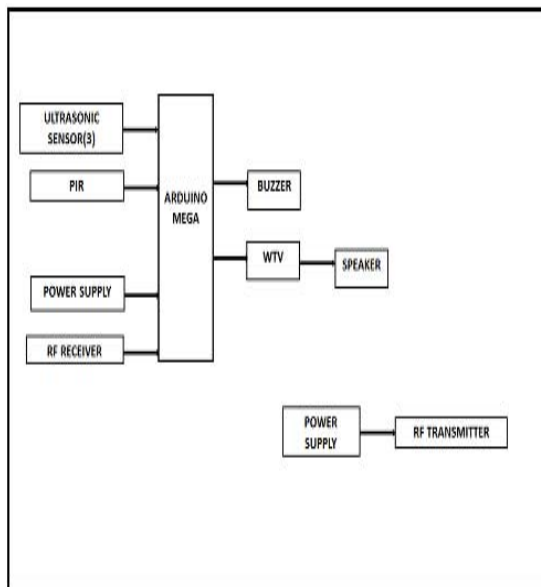 ULTRASONIC
SENSOR(3)
PIR
POWER SUPPLY
RF RECEIVER
ARDUINO
MEGA
BUZZER
WTV
SPEAKER
POWER
SUPPLY
RF TRANSMITTER